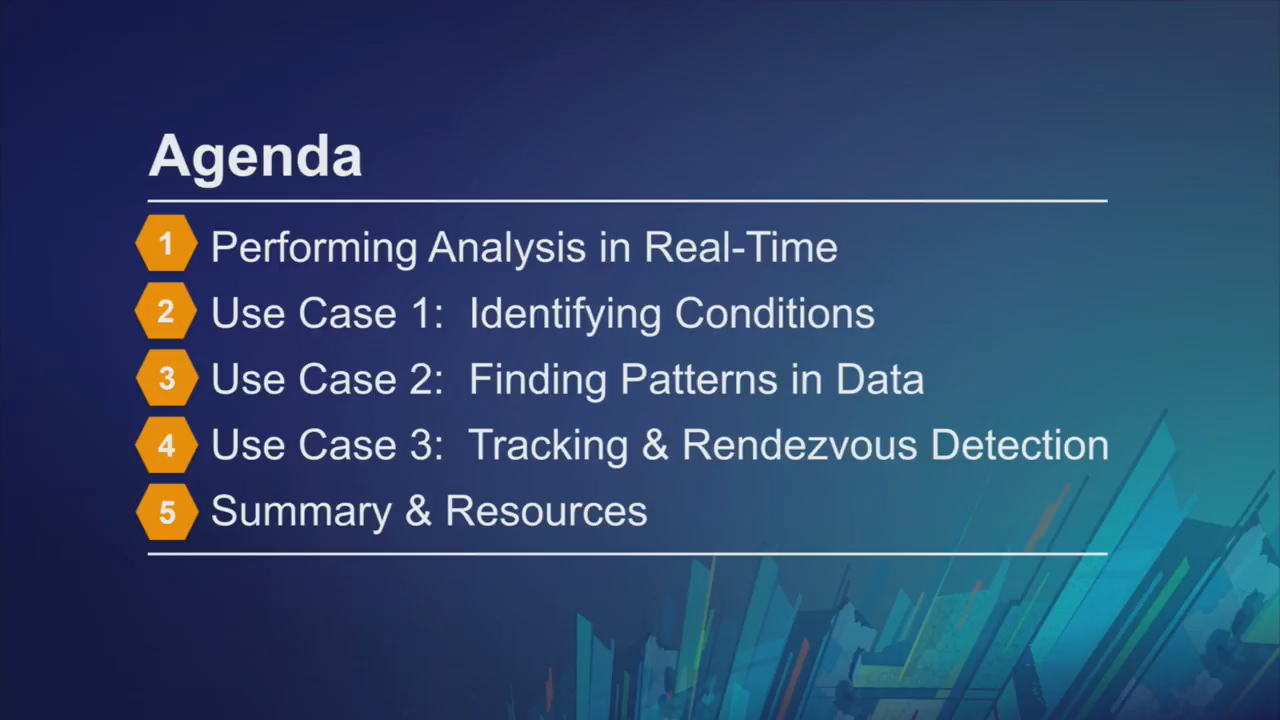 Agenda
1 Performing Analysis in Real-Time
2 Use Case 1:  Identifying Conditions
3 Use Case 2:  Finding Patterns in Data
4 Use Case 3:  Tracking & Rendezvous Detection
5 Summary & Resources